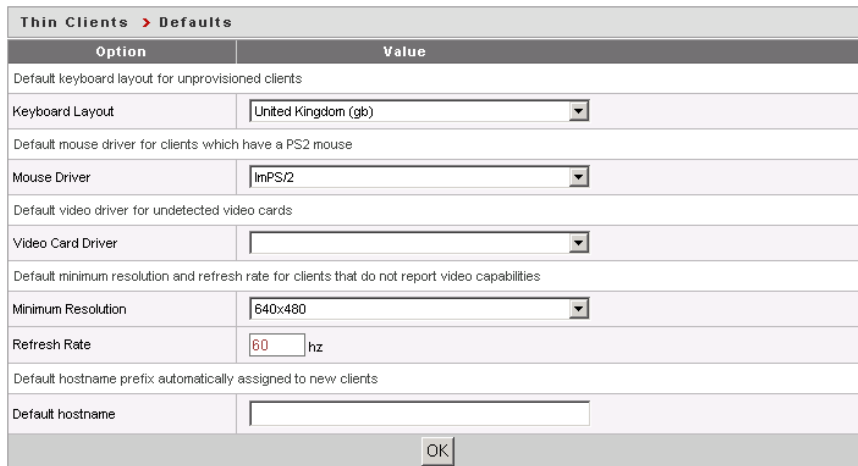 Thin Clients > Defaults
Option Value
Default keyboard layout for unprovisioned clients
Keyboard Layout United Kingdom (gb)
Default mouse driver for clients which have a PS2 mouse
Mouse Driver ImPS/2
Default video driver for undetected video cards
Video Card Driver
Default minimum resolution and refresh rate for clients that do not report video capabilities
Minimum Resolution 640x480
Refresh Rate 60 hz
Default hostname prefix automatically assigned to new clients
Default hostname
OK